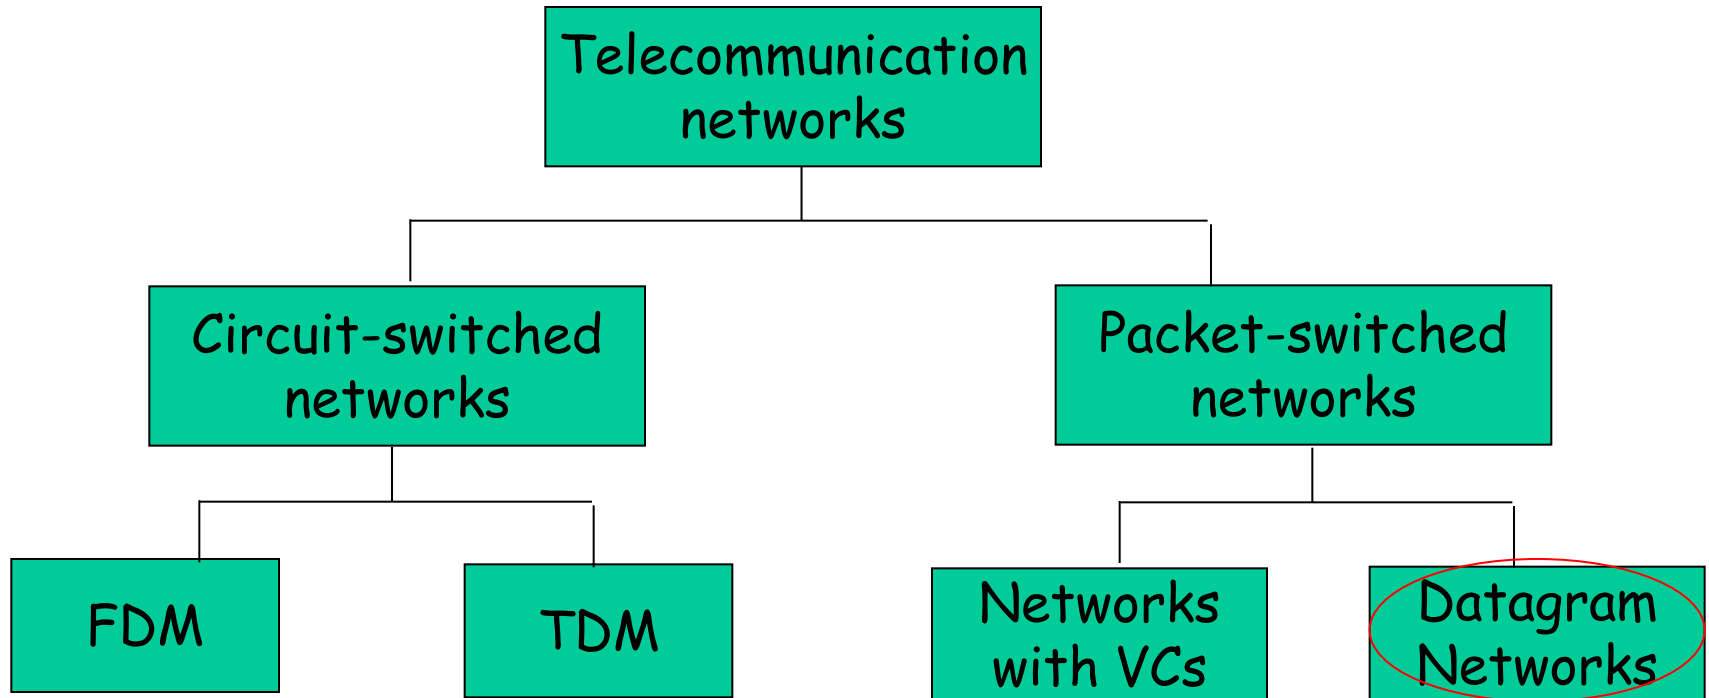 Telecommunication
networks
Circuit-switched
networks
Packet-switched
networks
FDM
TDM
Networks
with VCs
Datagram
Networks